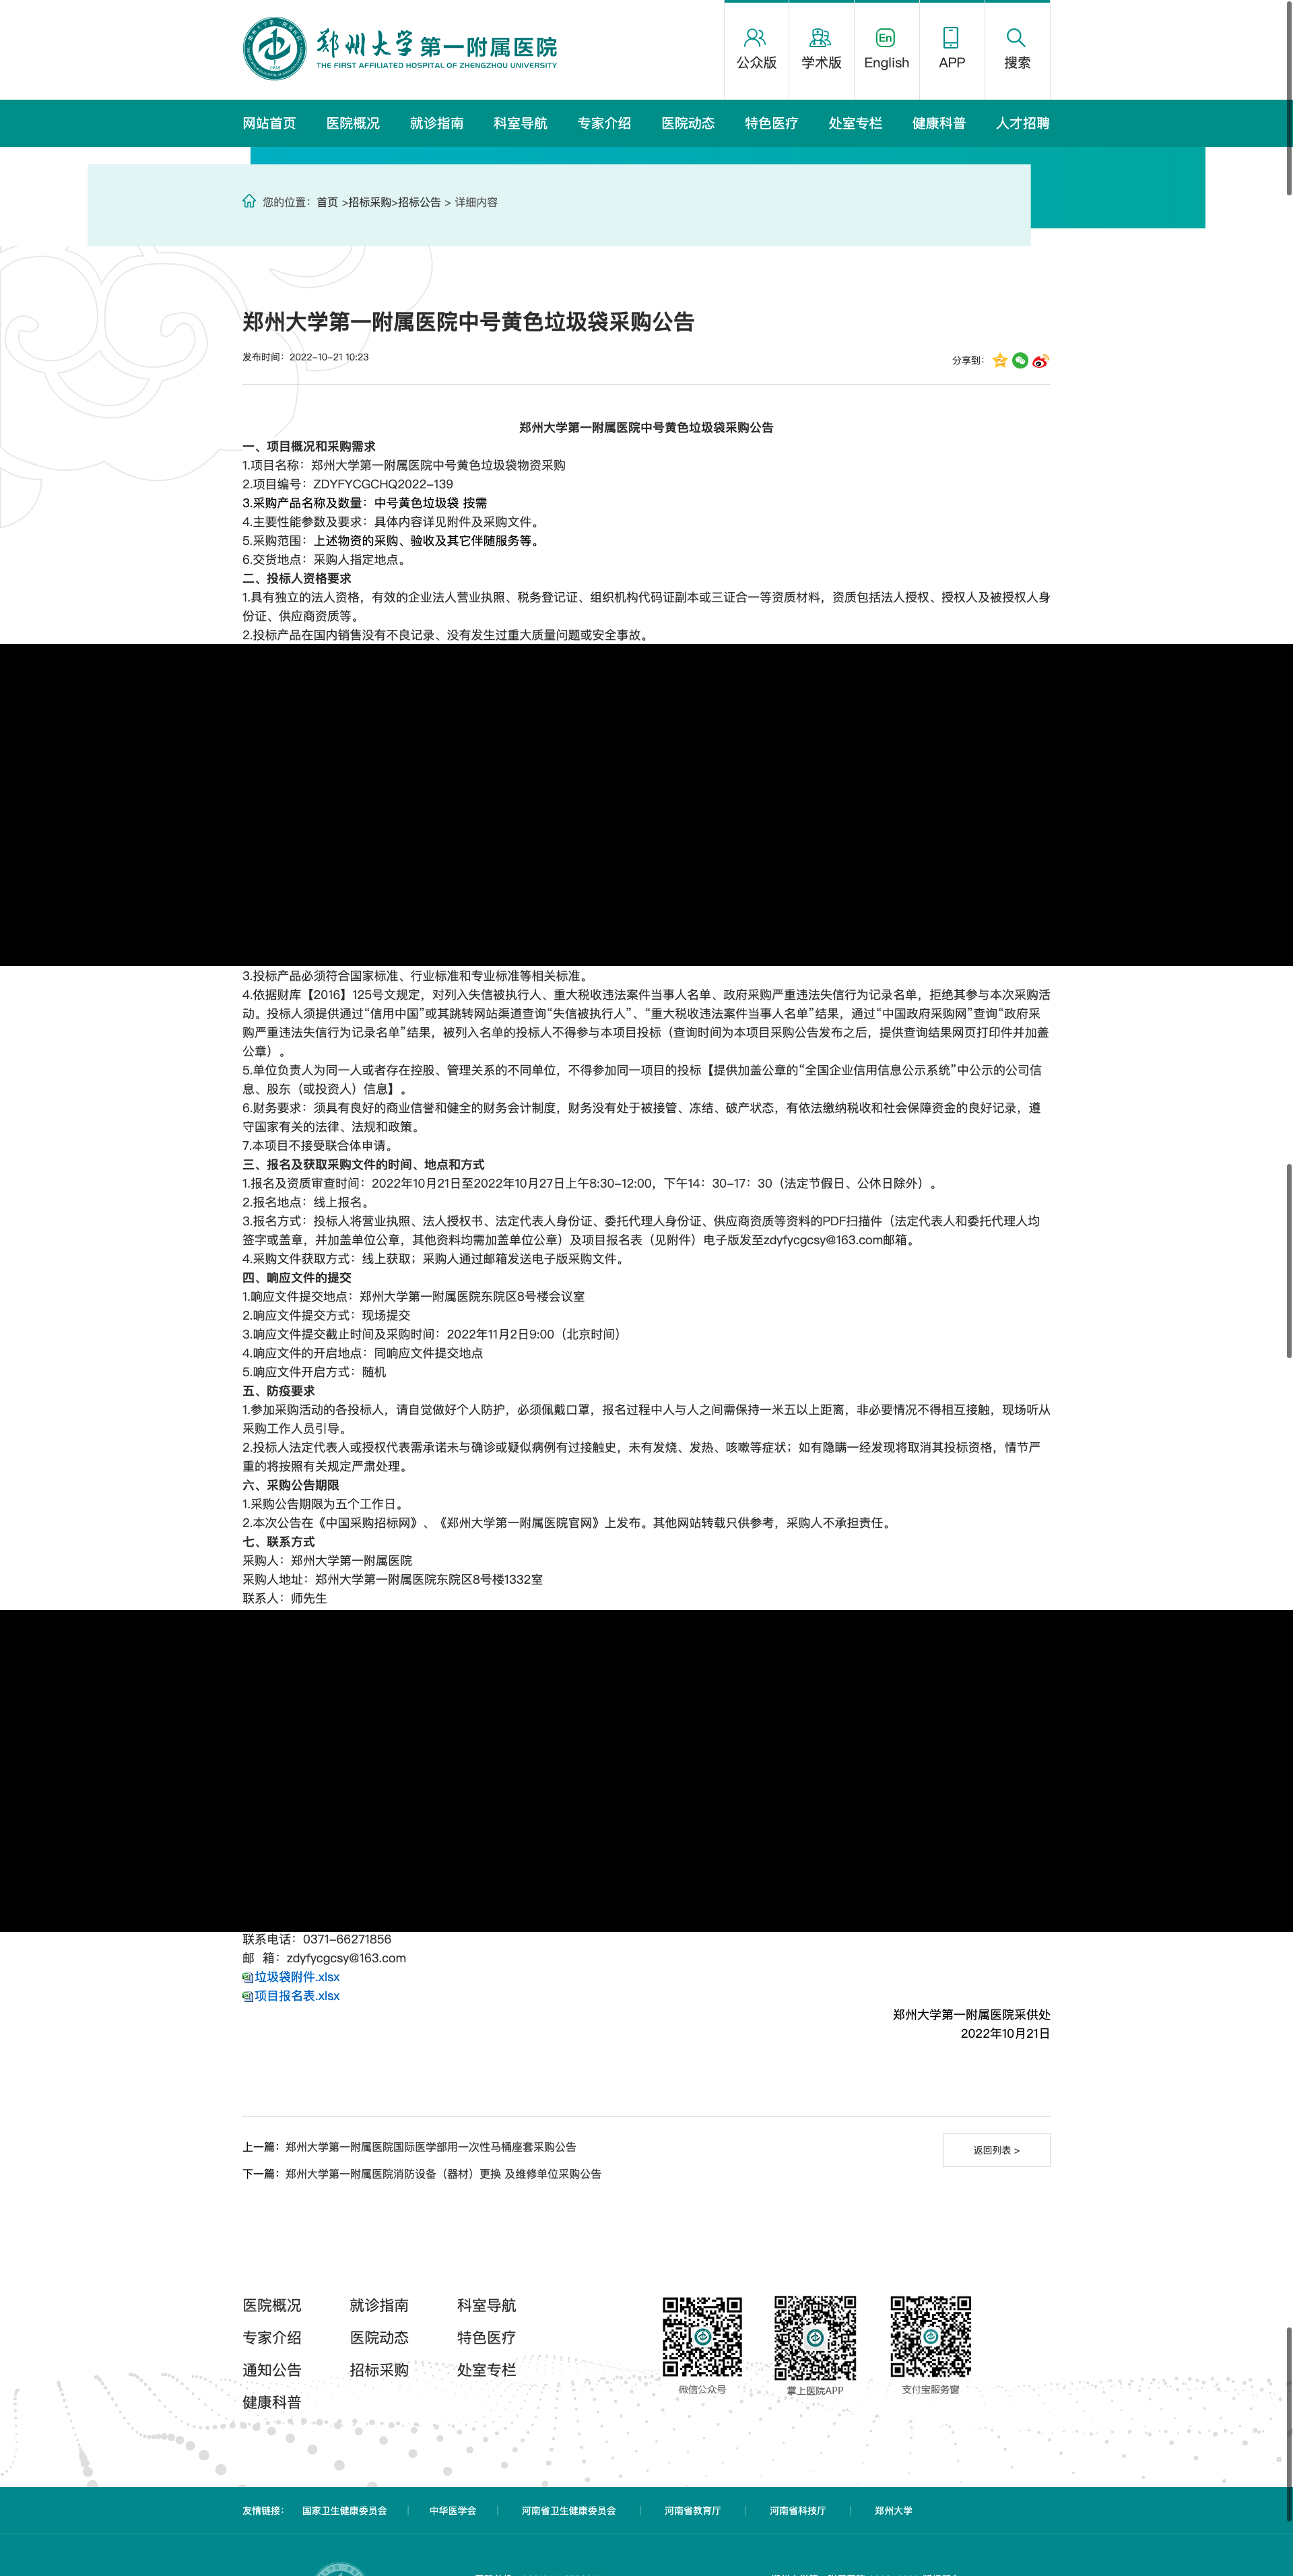 郑州大学第一附属医院
THE FIRST AFFILIATED HOSPITAL OF ZHENGZHOU UNIVERSITY
公众版
学术版
En
English
APP
搜索
网站首页 医院概况 就诊指南 科室导航 专家介绍 医院动态 特色医疗 处室专栏 健康科普 人才招聘
您的位置：首页 >招标采购>招标公告 > 详细内容
郑州大学第一附属医院中号黄色垃圾袋采购公告
发布时间：2022-10-21 10:23
分享到：
郑州大学第一附属医院中号黄色垃圾袋采购公告
一、项目概况和采购需求
1.项目名称：郑州大学第一附属医院中号黄色垃圾袋物资采购
2.项目编号：ZDYFYCGCHQ2022-139
3.采购产品名称及数量：中号黄色垃圾袋 按需
4.主要性能参数及要求：具体内容详见附件及采购文件。
5.采购范围：上述物资的采购、验收及其它伴随服务等。
6.交货地点：采购人指定地点。
二、投标人资格要求
1.具有独立的法人资格，有效的企业法人营业执照、税务登记证、组织机构代码证副本或三证合一等资质材料，资质包括法人授权、授权人及被授权人身
份证、供应商资质等。
2.投标产品在国内销售没有不良记录、没有发生过重大质量问题或安全事故。
3.投标产品必须符合国家标准、行业标准和专业标准等相关标准。
4.依据财库【2016】125号文规定，对列入失信被执行人、重大税收违法案件当事人名单、政府采购严重违法失信行为记录名单，拒绝其参与本次采购活
动。投标人须提供通过“信用中国”或其跳转网站渠道查询“失信被执行人”、“重大税收违法案件当事人名单”结果，通过“中国政府采购网”查询“政府采
购严重违法失信行为记录名单”结果，被列入名单的投标人不得参与本项目投标（查询时间为本项目采购公告发布之后，提供查询结果网页打印件并加盖
公章）。
5.单位负责人为同一人或者存在控股、管理关系的不同单位，不得参加同一项目的投标【提供加盖公章的“全国企业信用信息公示系统”中公示的公司信
息、股东（或投资人）信息】。
6.财务要求：须具有良好的商业信誉和健全的财务会计制度，财务没有处于被接管、冻结、破产状态，有依法缴纳税收和社会保障资金的良好记录，遵
守国家有关的法律、法规和政策。
7.本项目不接受联合体申请。
三、报名及获取采购文件的时间、地点和方式
1.报名及资质审查时间：2022年10月21日至2022年10月27日上午8:30-12:00，下午14：30-17：30（法定节假日、公休日除外）。
2.报名地点：线上报名。
3.报名方式：投标人将营业执照、法人授权书、法定代表人身份证、委托代理人身份证、供应商资质等资料的PDF扫描件（法定代表人和委托代理人均
签字或盖章，并加盖单位公章，其他资料均需加盖单位公章）及项目报名表（见附件）电子版发至zdyfycgcsy@163.com邮箱。
4.采购文件获取方式：线上获取；采购人通过邮箱发送电子版采购文件。
四、响应文件的提交
1.响应文件提交地点：郑州大学第一附属医院东院区8号楼会议室
2.响应文件提交方式：现场提交
3.响应文件提交截止时间及采购时间：2022年11月2日9:00（北京时间）
4.响应文件的开启地点：同响应文件提交地点
5.响应文件开启方式：随机
五、防疫要求
1.参加采购活动的各投标人，请自觉做好个人防护，必须佩戴口罩，报名过程中人与人之间需保持一米五以上距离，非必要情况不得相互接触，现场听从
采购工作人员引导。
2.投标人法定代表人或授权代表需承诺未与确诊或疑似病例有过接触史，未有发烧、发热、咳嗽等症状；如有隐瞒一经发现将取消其投标资格，情节严
重的将按照有关规定严肃处理。
六、采购公告期限
1.采购公告期限为五个工作日。
2.本次公告在《中国采购招标网》、《郑州大学第一附属医院官网》上发布。其他网站转载只供参考，采购人不承担责任。
七、联系方式
采购人：郑州大学第一附属医院
采购人地址：郑州大学第一附属医院东院区8号楼1332室
联系人：师先生
联系电话：0371-66271856
邮 箱：zdyfycgcsy@163.com
垃圾袋附件.xlsx
项目报名表.xlsx
郑州大学第一附属医院采供处
2022年10月21日
上一篇：郑州大学第一附属医院国际医学部用一次性马桶座套采购公告
返回列表 >
下一篇：郑州大学第一附属医院消防设备（器材）更换 及维修单位采购公告
医院概况 就诊指南 科室导航
专家介绍 医院动态 特色医疗
通知公告 招标采购 处室专栏
健康科普
微信公众号 掌上医院APP 支付宝服务窗
友情链接： 国家卫生健康委员会 | 中华医学会 | 河南省卫生健康委员会 | 河南省教育厅 | 河南省科技厅 | 郑州大学